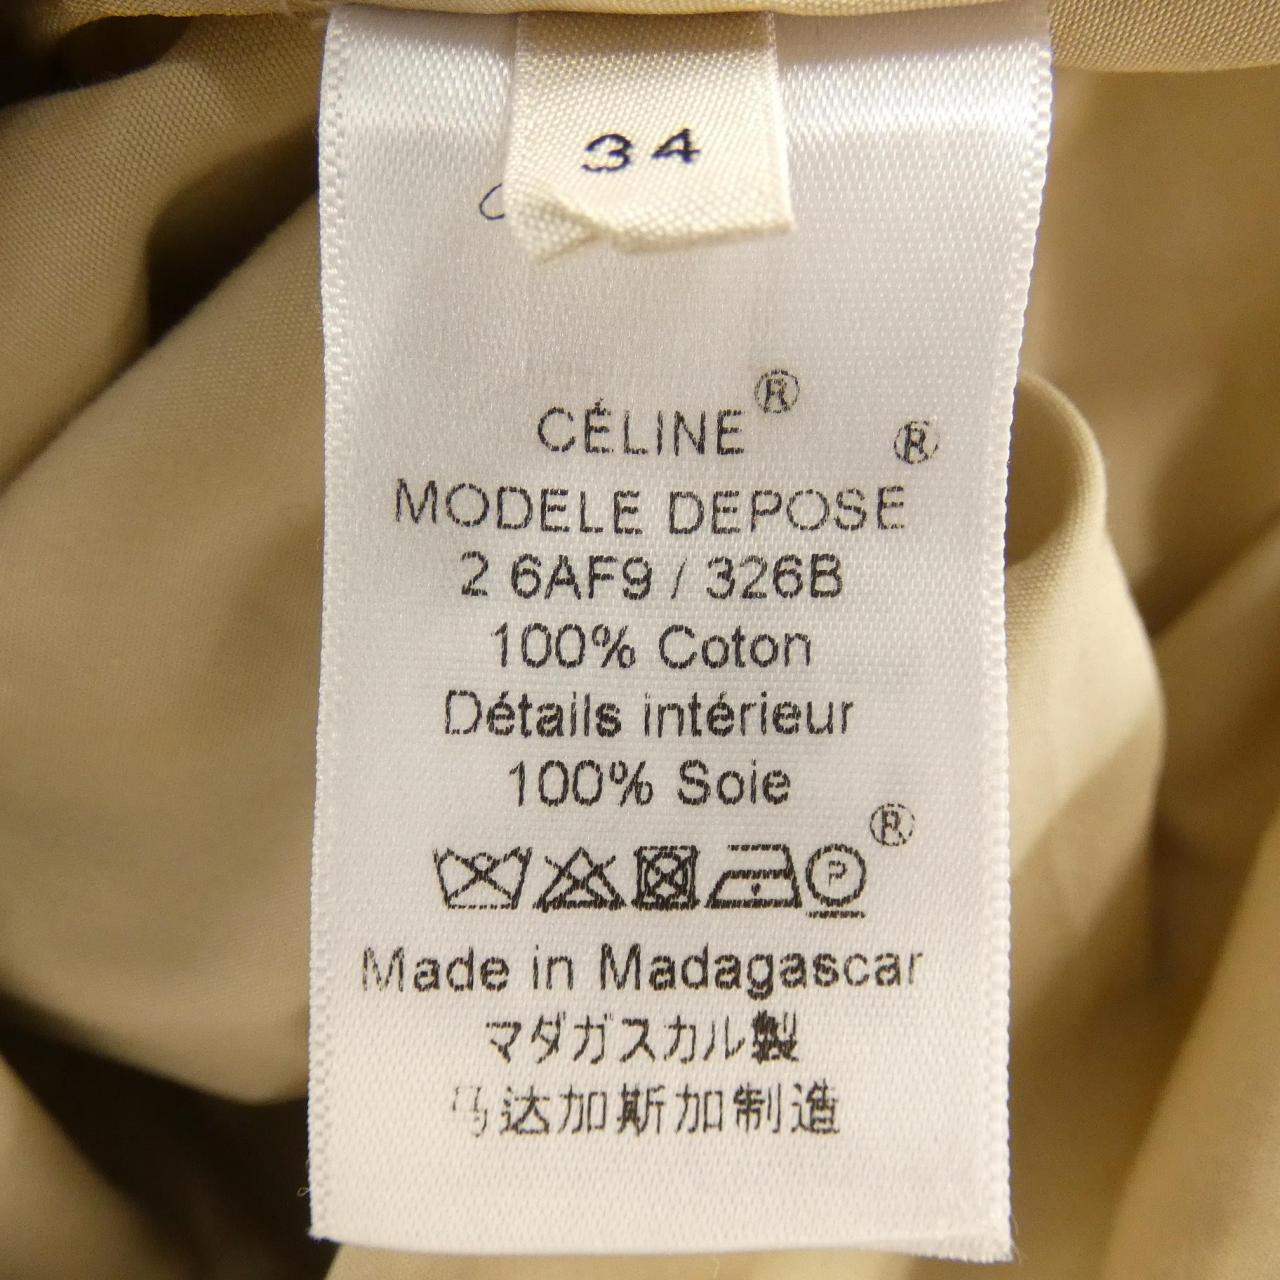 34
CÉLINE®
®
MODELE DEPOSE
2 6AF9 / 326B
100% Coton
Détails intérieur
100% Soie
®
P
Made in Madagascar
マダガスカル製
马达加斯加制造